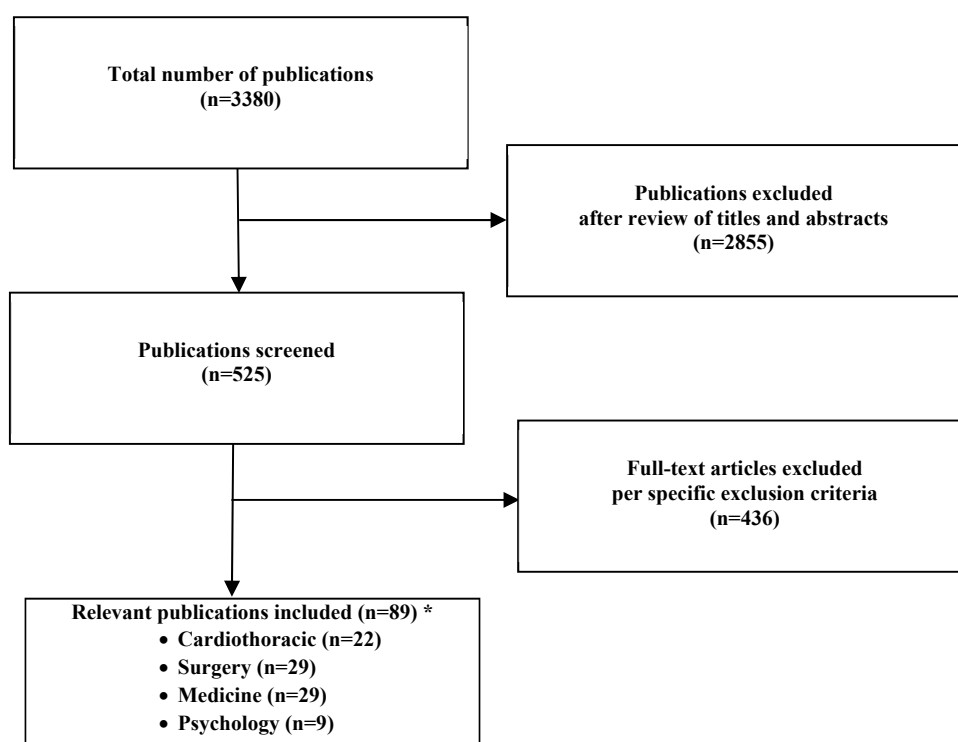 Total number of publications
(n=3380)
Publications excluded
after review of titles and abstracts
(n=2855)
Publications screened
(n=525)
Full-text articles excluded
per specific exclusion criteria
(n=436)
Relevant publications included (n=89) *
• Cardiothoracic (n=22)
• Surgery (n=29)
• Medicine (n=29)
• Psychology (n=9)